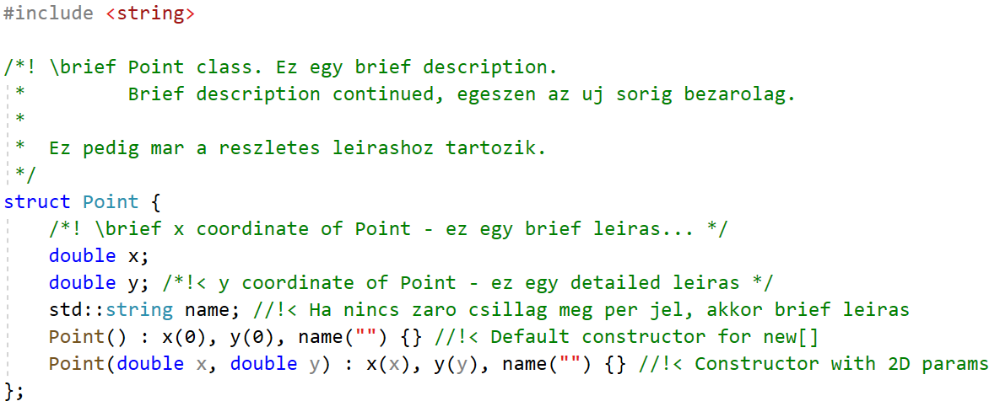 #include <string>
/*! \brief Point class. Ez egy brief description.
 *         Brief description continued, egeszen az uj sorig bezarolag.
 *
 *  Ez pedig mar a reszletes leirashoz tartozik.
 */
struct Point {
    /*! \brief x coordinate of Point - ez egy brief leiras... */
    double x;
    double y; /*!< y coordinate of Point - ez egy detailed leiras */
    std::string name; //!< Ha nincs zaro csillag meg per jel, akkor brief leiras
    Point() : x(0), y(0), name("") {} //!< Default constructor for new[]
    Point(double x, double y) : x(x), y(y), name("") {} //!< Constructor with 2D params
};